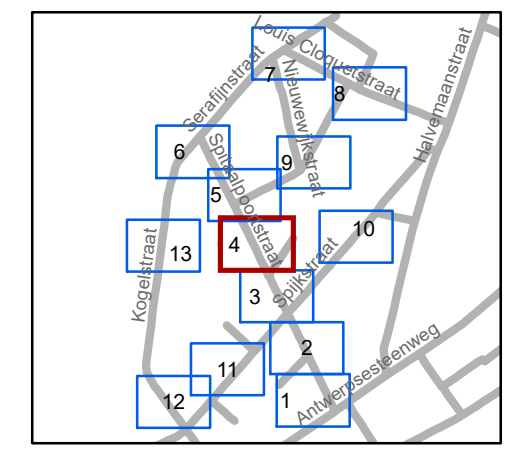 Louis Cloquetstraat
7
Serafijnstraat
Nieuwewijkstraat
8
Halvemaanstraat
6
Spitaalpoortstraat
9
5
4
10
13
Kogelstraat
3
Spijkstraat
2
11
Antwerpsesteenweg
12
1